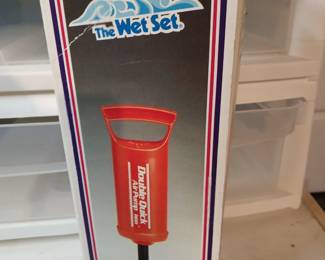 The Wet Set.
Double Quick
Air Pump